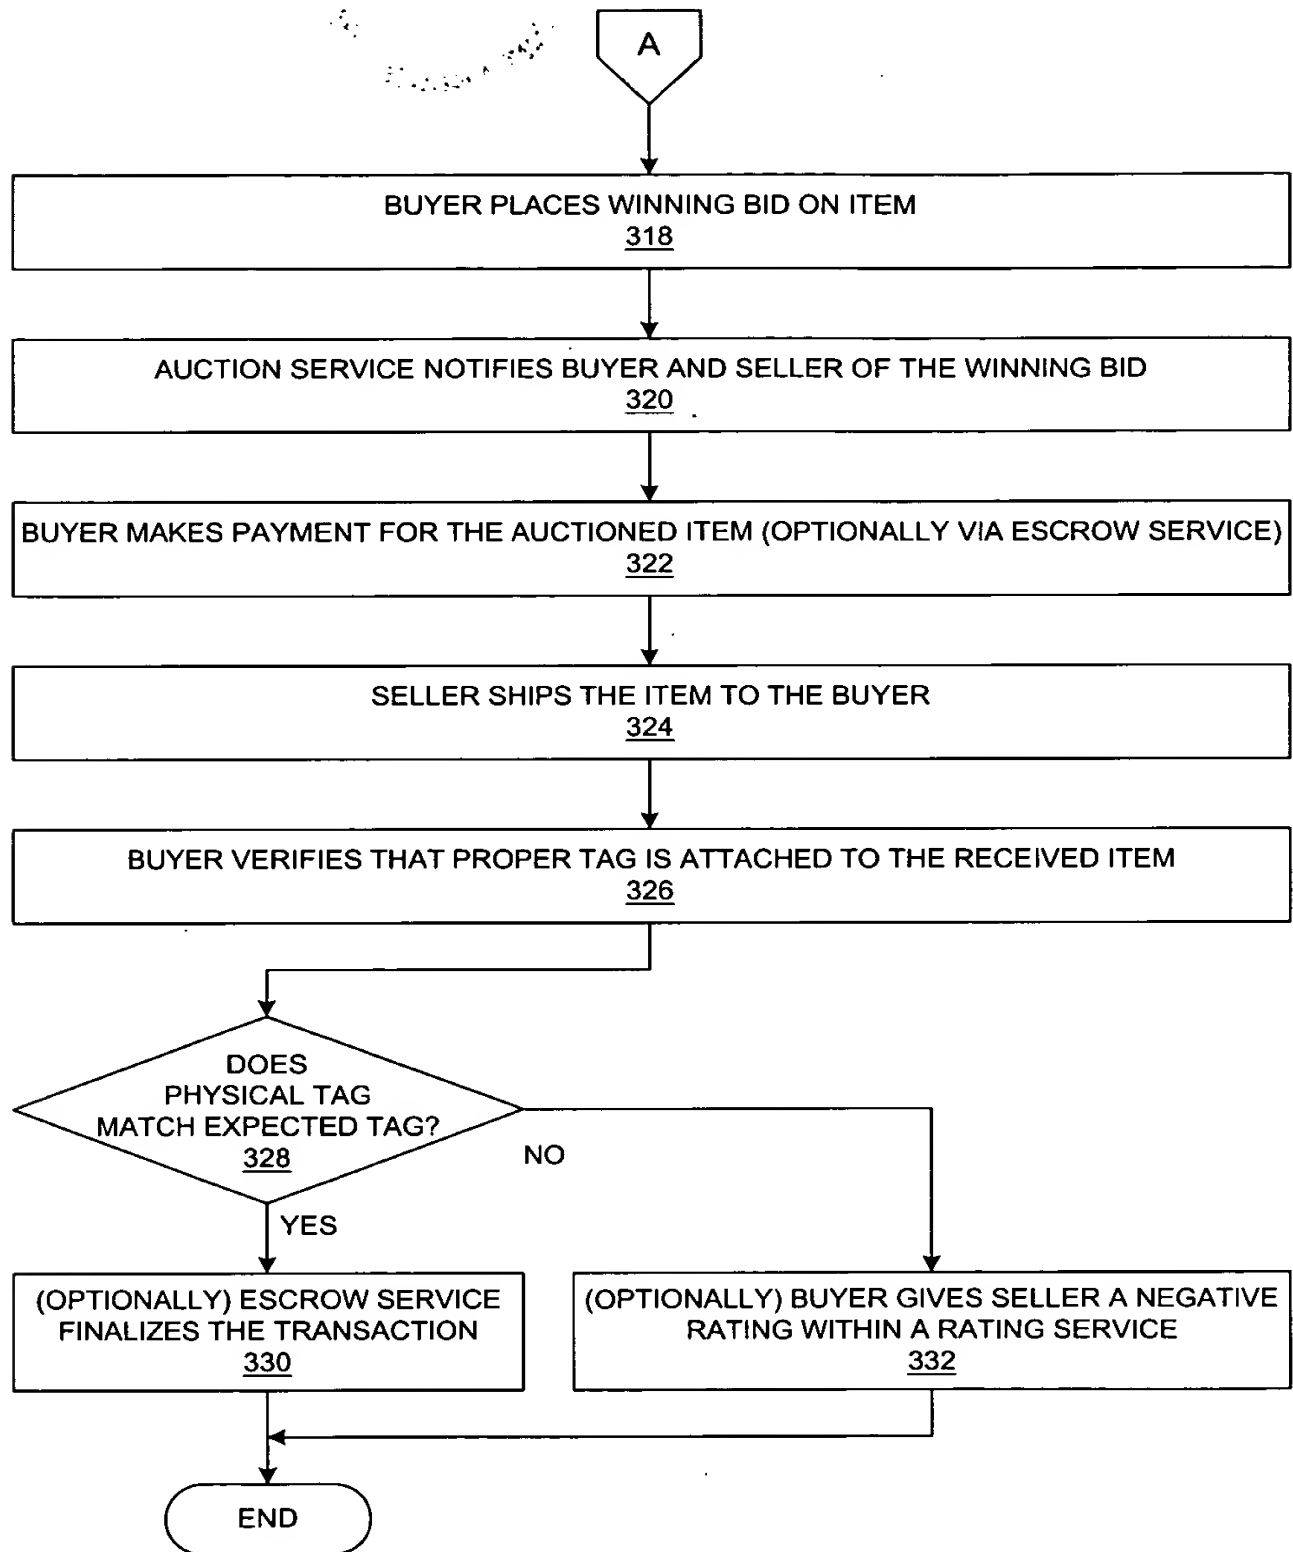 A
BUYER PLACES WINNING BID ON ITEM
318
AUCTION SERVICE NOTIFIES BUYER AND SELLER OF THE WINNING BID
320
BUYER MAKES PAYMENT FOR THE AUCTIONED ITEM (OPTIONALLY VIA ESCROW SERVICE)
322
SELLER SHIPS THE ITEM TO THE BUYER
324
BUYER VERIFIES THAT PROPER TAG IS ATTACHED TO THE RECEIVED ITEM
326
DOES
PHYSICAL TAG
MATCH EXPECTED TAG?
328
NO
YES
(OPTIONALLY) ESCROW SERVICE
FINALIZES THE TRANSACTION
330
(OPTIONALLY) BUYER GIVES SELLER A NEGATIVE
RATING WITHIN A RATING SERVICE
332
END